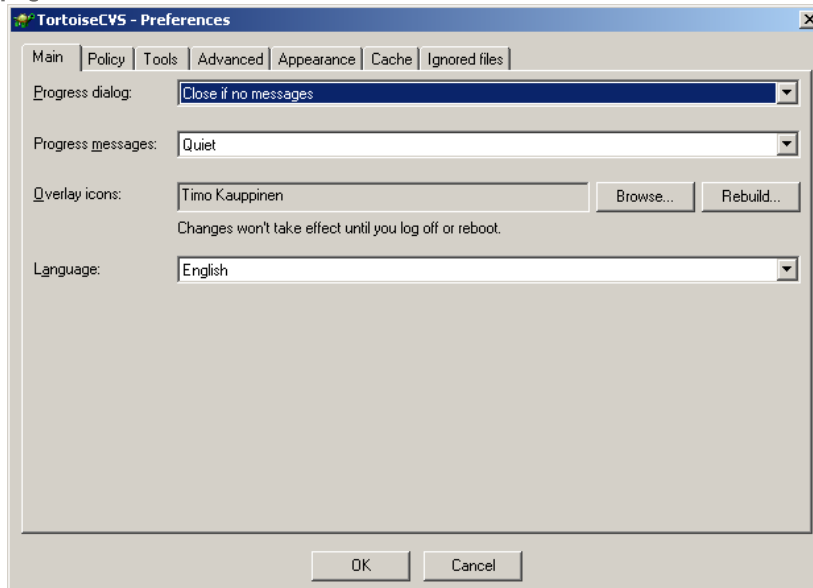 TortoiseCVS - Preferences
Main Policy Tools Advanced Appearance Cache Ignored files
Progress dialog: Close if no messages
Progress messages: Quiet
Overlay icons: Timo Kauppinen Browse... Rebuild...
Changes won't take effect until you log off or reboot.
Language: English
OK Cancel